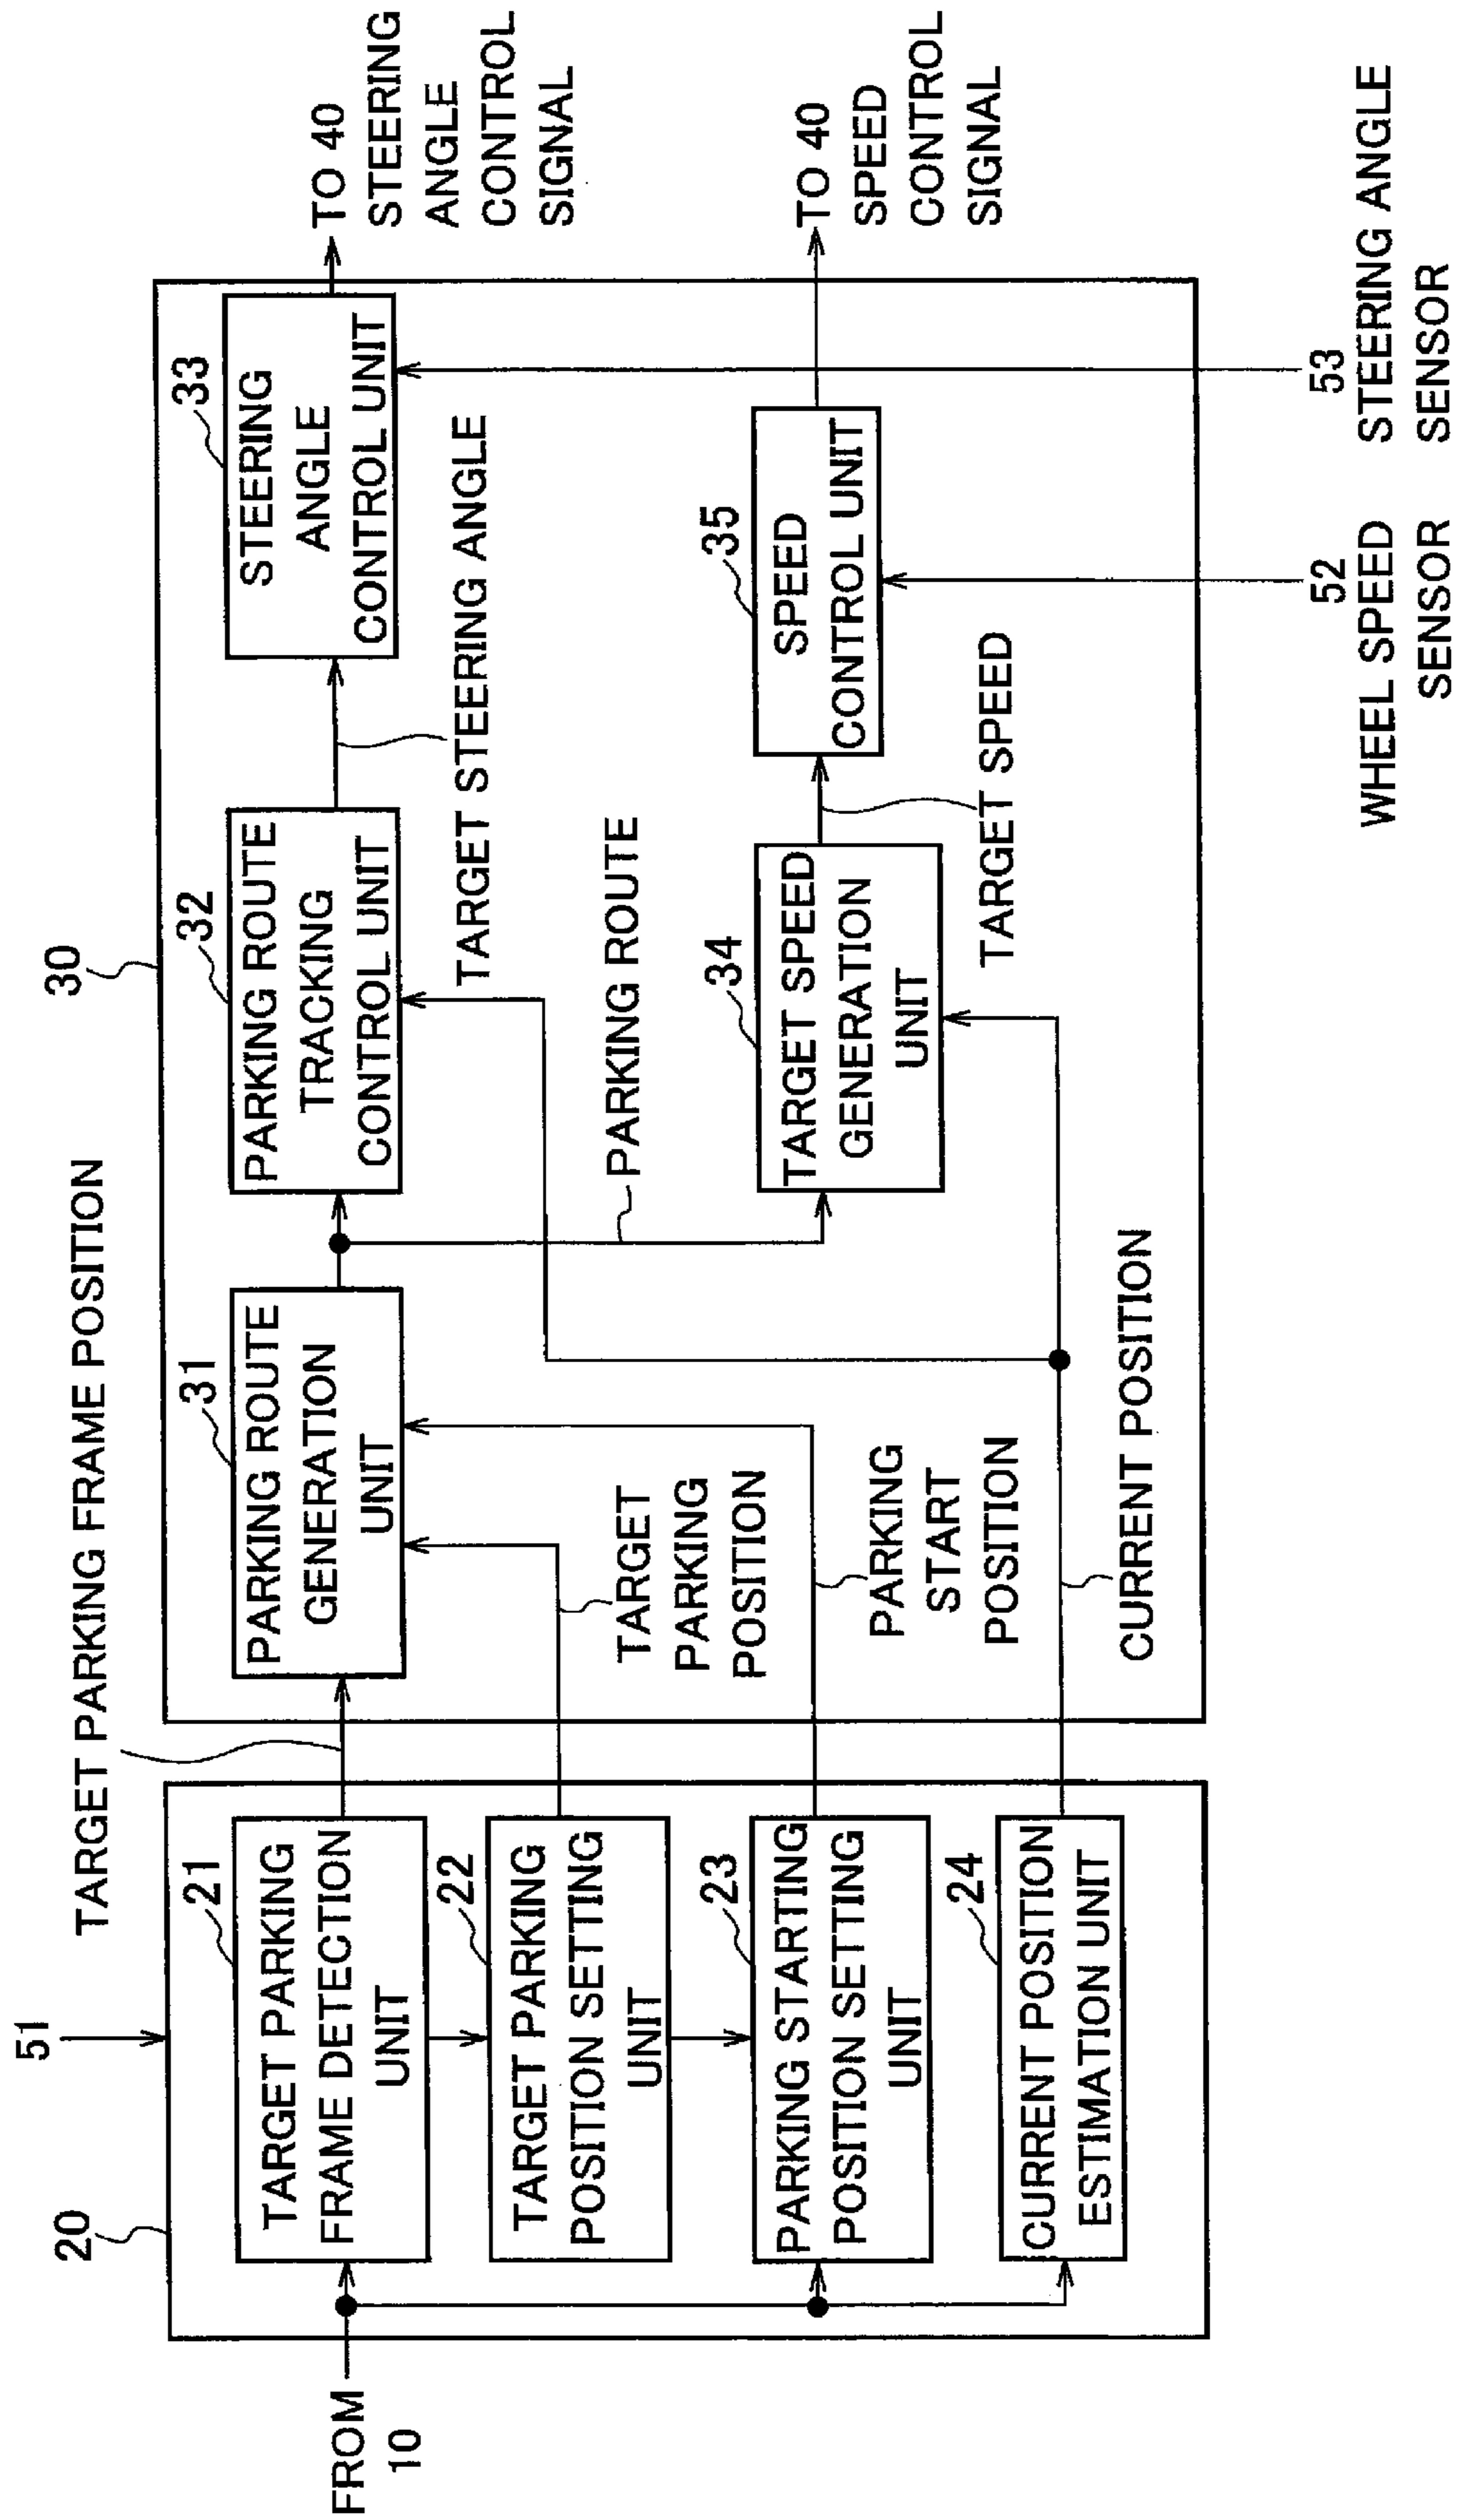 20
51
FROM
10
21
TARGET PARKING
FRAME DETECTION
UNIT
22
TARGET PARKING
POSITION SETTING
UNIT
23
PARKING STARTING
POSITION SETTING
UNIT
24
CURRENT POSITION
ESTIMATION UNIT
TARGET PARKING FRAME POSITION
30
31
PARKING ROUTE
GENERATION
UNIT
TARGET
PARKING
POSITION
PARKING
START
POSITION
CURRENT POSITION
32
PARKING ROUTE
TRACKING
CONTROL UNIT
PARKING ROUTE
34
TARGET SPEED
GENERATION
UNIT
TARGET STEERING ANGLE
TARGET SPEED
33
STEERING
ANGLE
CONTROL UNIT
35
SPEED
CONTROL UNIT
52
WHEEL SPEED
SENSOR
53
STEERING ANGLE
SENSOR
TO 40
STEERING
ANGLE
CONTROL
SIGNAL
TO 40
SPEED
CONTROL
SIGNAL